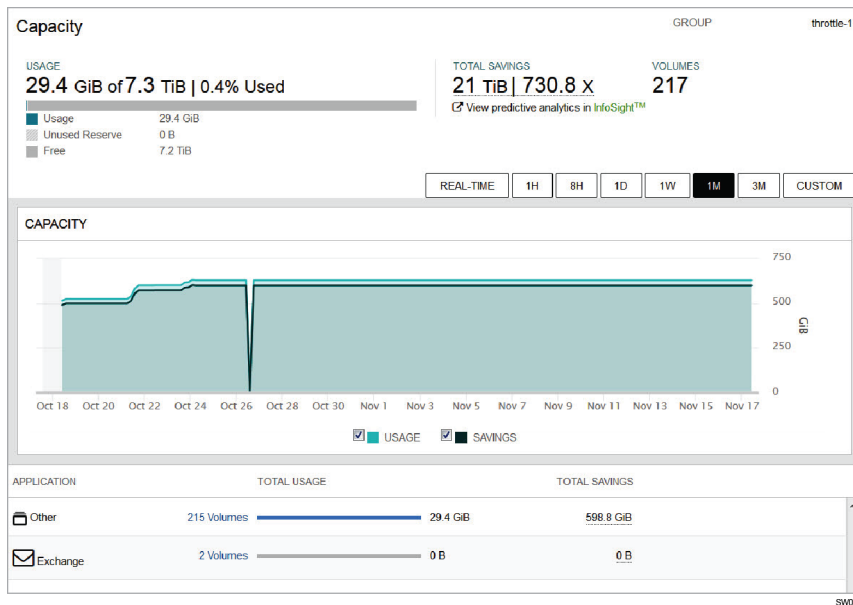 Capacity
GROUP throttle-1
USAGE
29.4 GiB of 7.3 TiB | 0.4% Used
Usage 29.4 GiB
Unused Reserve 0 B
Free 7.2 TiB
TOTAL SAVINGS
21 TiB | 730.8 X
View predictive analytics in InfoSight™
VOLUMES
217
REAL-TIME 1H 8H 1D 1W 1M 3M CUSTOM
CAPACITY
750
500
250
0
GiB
Oct 18 Oct 20 Oct 22 Oct 24 Oct 26 Oct 28 Oct 30 Nov 1 Nov 3 Nov 5 Nov 7 Nov 9 Nov 11 Nov 13 Nov 15 Nov 17
USAGE SAVINGS
APPLICATION TOTAL USAGE TOTAL SAVINGS
Other 215 Volumes 29.4 GiB 598.8 GiB
Exchange 2 Volumes 0 B 0 B